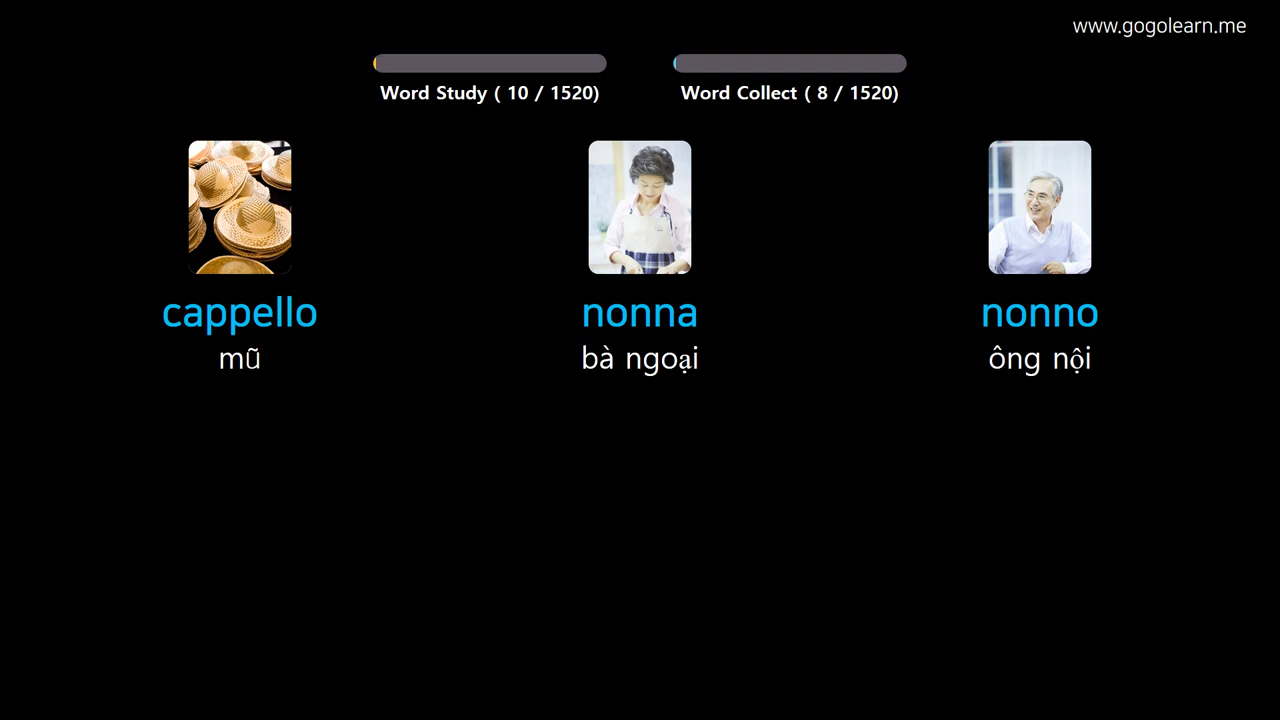 www.gogolearn.me
Word Study ( 10 / 1520)
Word Collect ( 8 / 1520)
cappello
mũ
nonna
bà ngoại
nonno
ông nội